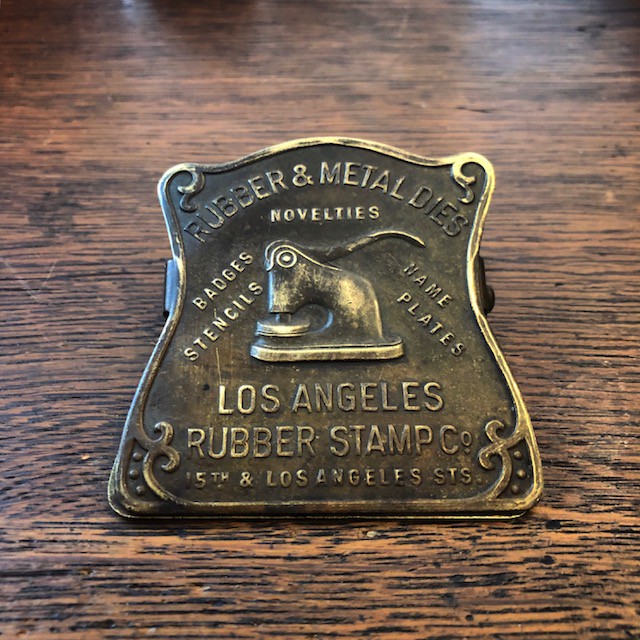 RUBBER & METAL DIES
NOVELTIES
BADGES
STENCILS
NAME
PLATES
LOS ANGELES
RUBBER STAMP Co.
15TH & LOS ANGELES STS.